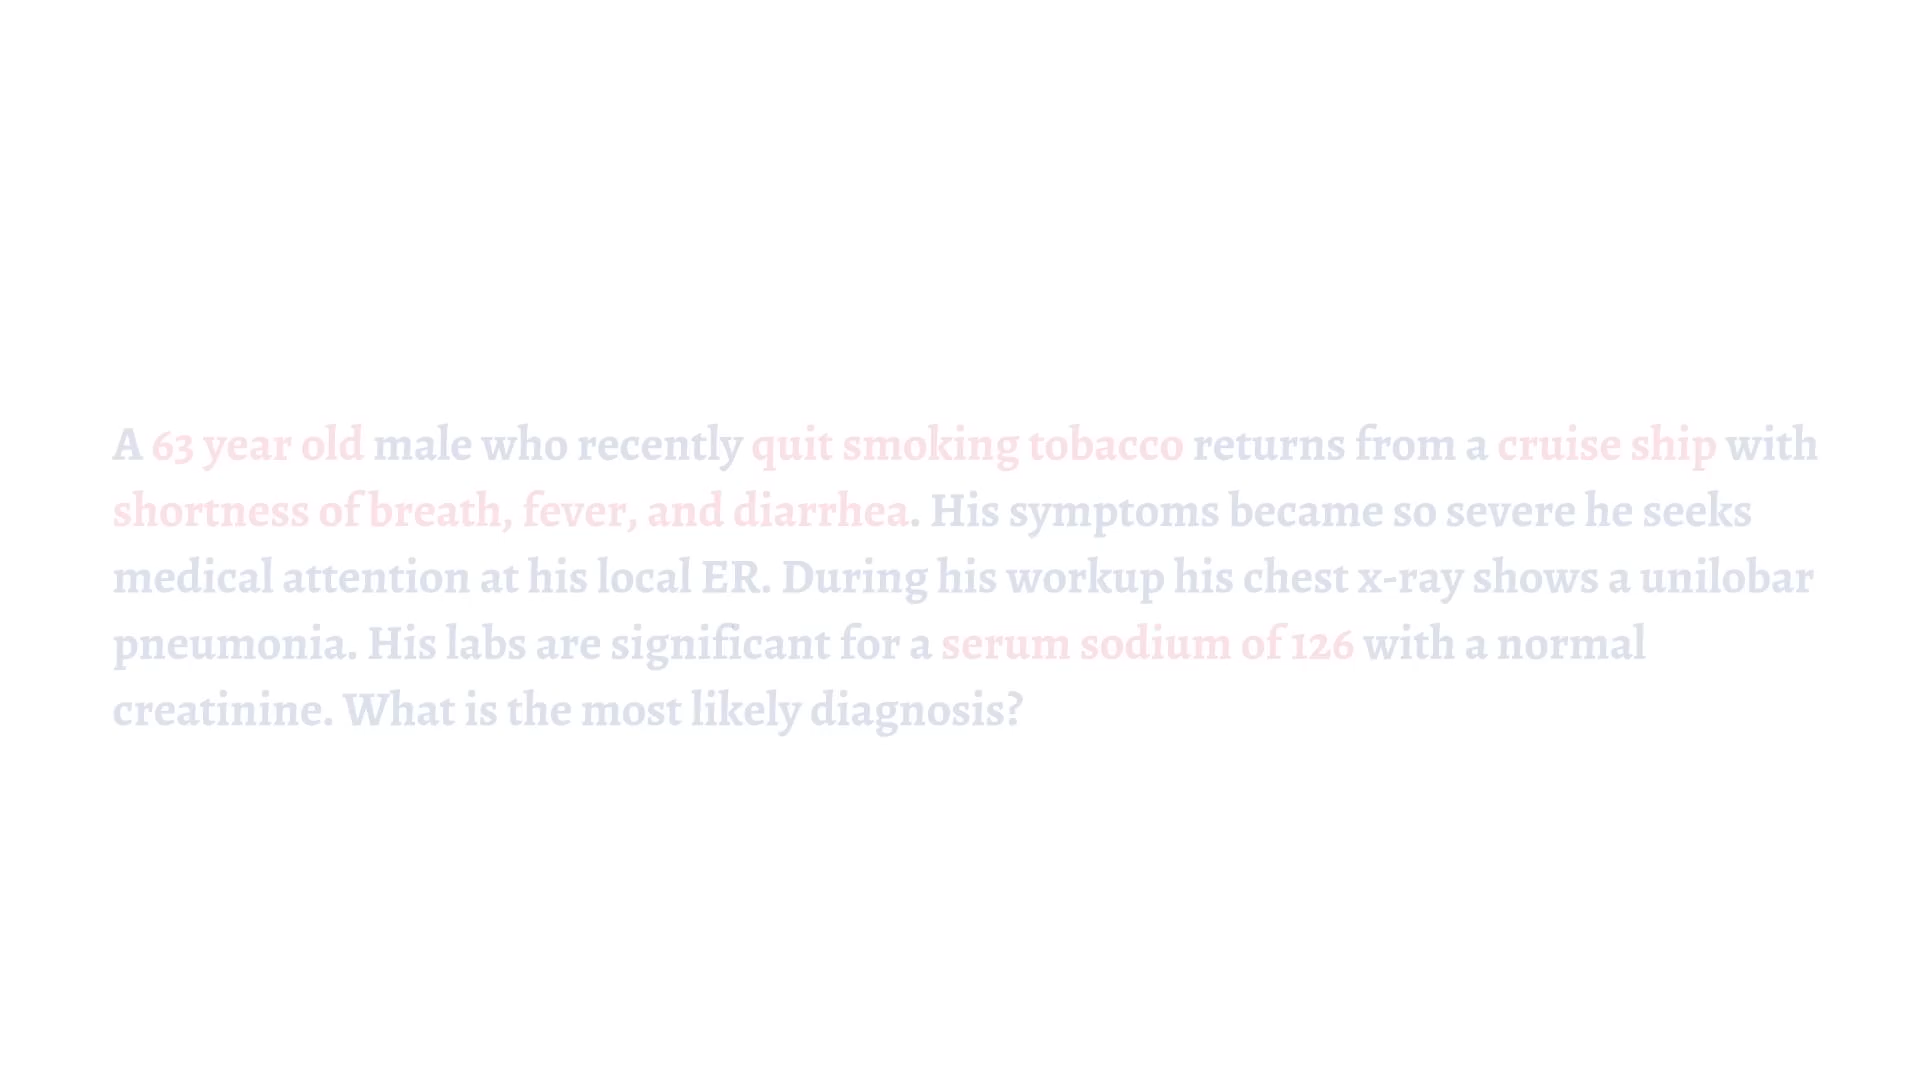 A 63 year old male who recently quit smoking tobacco returns from a cruise ship with
shortness of breath, fever, and diarrhea. His symptoms became so severe he seeks
medical attention at his local ER. During his workup his chest x-ray shows a unilobar
pneumonia. His labs are significant for a serum sodium of 126 with a normal
creatinine. What is the most likely diagnosis?